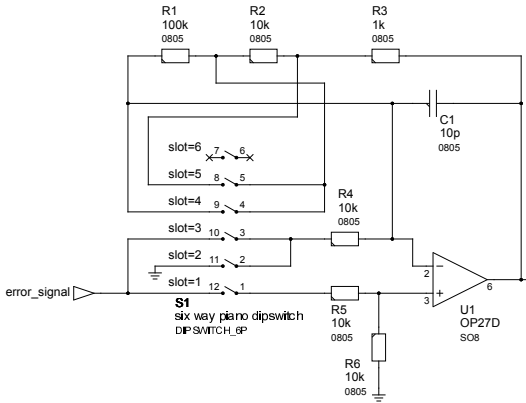 R1
100k
0805
R2
10k
0805
R3
1k
0805
C1
10p
0805
slot=6
7 6
slot=5
8 5
slot=4
9 4
slot=3
10 3
slot=2
11 2
slot=1
12 1
R4
10k
0805
error_signal
S1
six way piano dipswitch
DIPSWITCH_6P
R5
10k
0805
R6
10k
0805
2
3
6
U1
OP27D
SO8